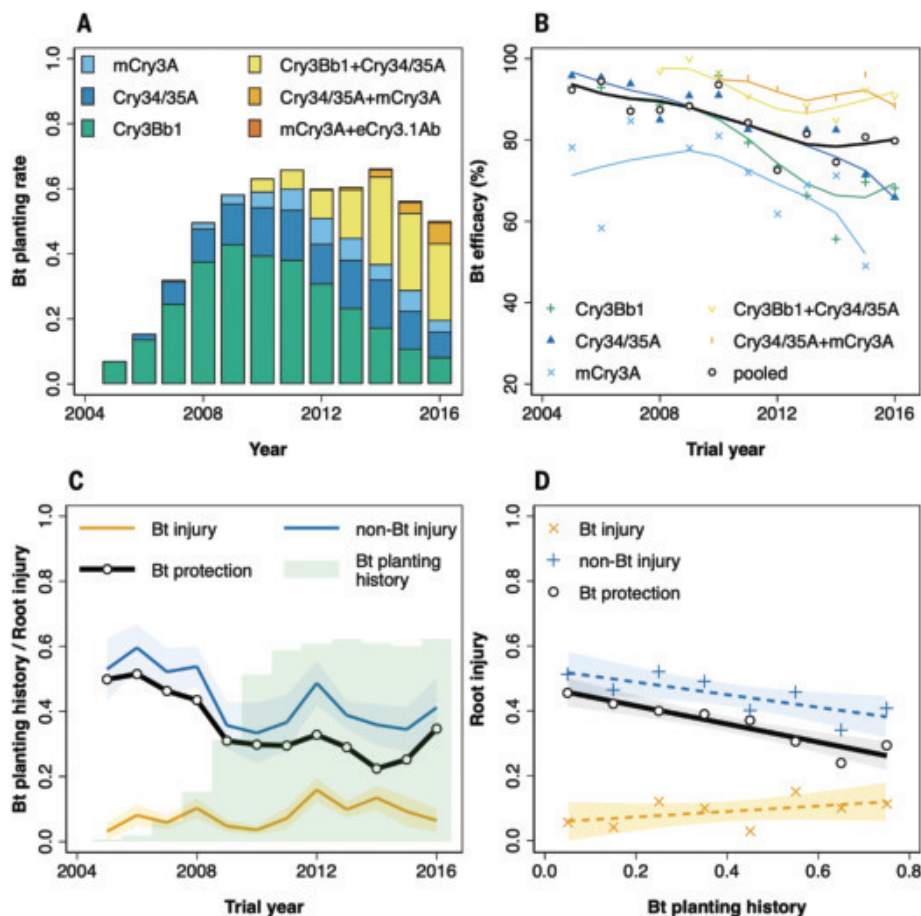 A
1.0
0.8
0.6
0.4
0.2
0.0
Bt planting rate
mCry3A
Cry34/35A
Cry3Bb1
Cry3Bb1+Cry34/35A
Cry34/35A+mCry3A
mCry3A+eCry3.1Ab
2004 2008 2012 2016
Year
B
100
80
60
40
20
Bt efficacy (%)
Cry3Bb1
Cry34/35A
mCry3A
Cry3Bb1+Cry34/35A
Cry34/35A+mCry3A
pooled
2004 2008 2012 2016
Trial year
C
1.0
0.8
0.6
0.4
0.2
0.0
Bt planting history / Root injury
Bt injury
Bt protection
non-Bt injury
Bt planting
history
2004 2008 2012 2016
Trial year
D
1.0
0.8
0.6
0.4
0.2
0.0
Root injury
Bt injury
non-Bt injury
Bt protection
0.0 0.2 0.4 0.6 0.8
Bt planting history